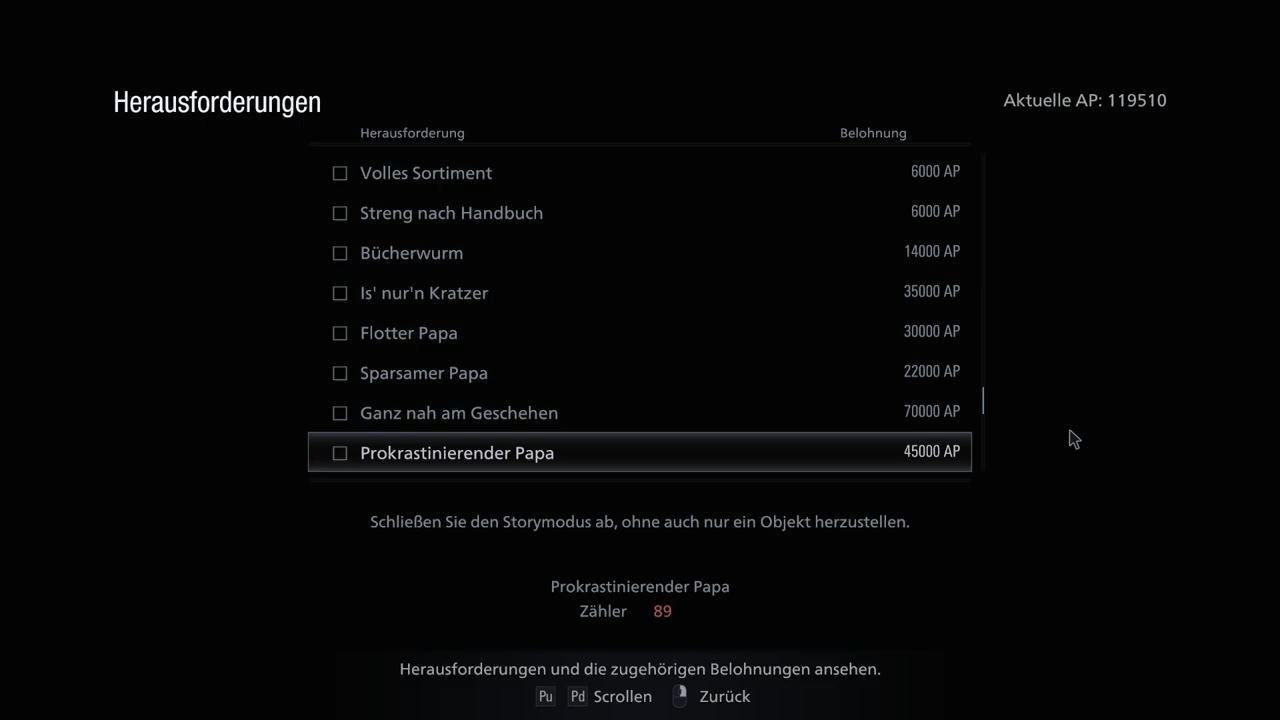 Herausforderungen
Aktuelle AP: 119510
Herausforderung Belohnung
Volles Sortiment 6000 AP
Streng nach Handbuch 6000 AP
Bücherwurm 14000 AP
Is' nur'n Kratzer 35000 AP
Flotter Papa 30000 AP
Sparsamer Papa 22000 AP
Ganz nah am Geschehen 70000 AP
Prokrastinierender Papa 45000 AP
Schließen Sie den Storymodus ab, ohne auch nur ein Objekt herzustellen.
Prokrastinierender Papa
Zähler 89
Herausforderungen und die zugehörigen Belohnungen ansehen.
Pu Pd Scrollen Zurück